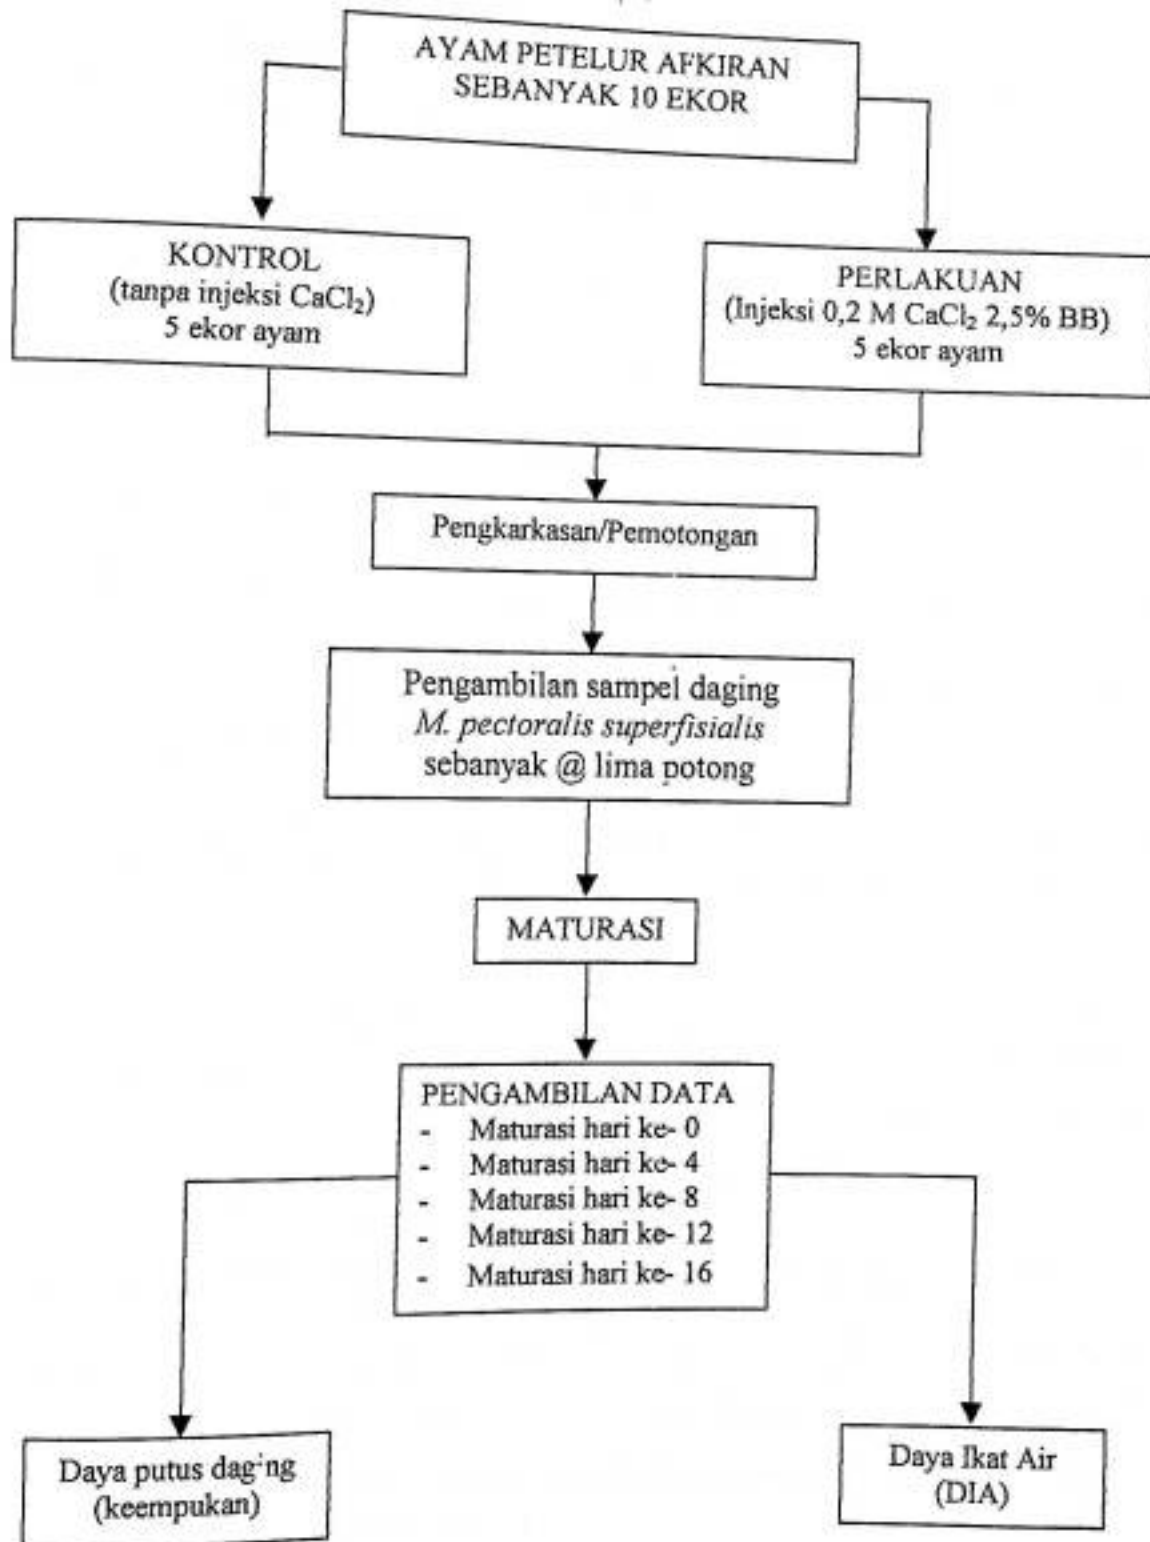 AYAM PETELUR AFKIRAN
SEBANYAK 10 EKOR
KONTROL
(tanpa injeksi CaCl₂)
5 ekor ayam
PERLAKUAN
(Injeksi 0,2 M CaCl₂ 2,5% BB)
5 ekor ayam
Pengkarkasan/Pemotongan
Pengambilan sampel daging
M. pectoralis superfisialis
sebanyak @ lima potong
MATURASI
PENGAMBILAN DATA
- Maturasi hari ke- 0
- Maturasi hari ke- 4
- Maturasi hari ke- 8
- Maturasi hari ke- 12
- Maturasi hari ke- 16
Daya putus daging
(keempukan)
Daya Ikat Air
(DIA)